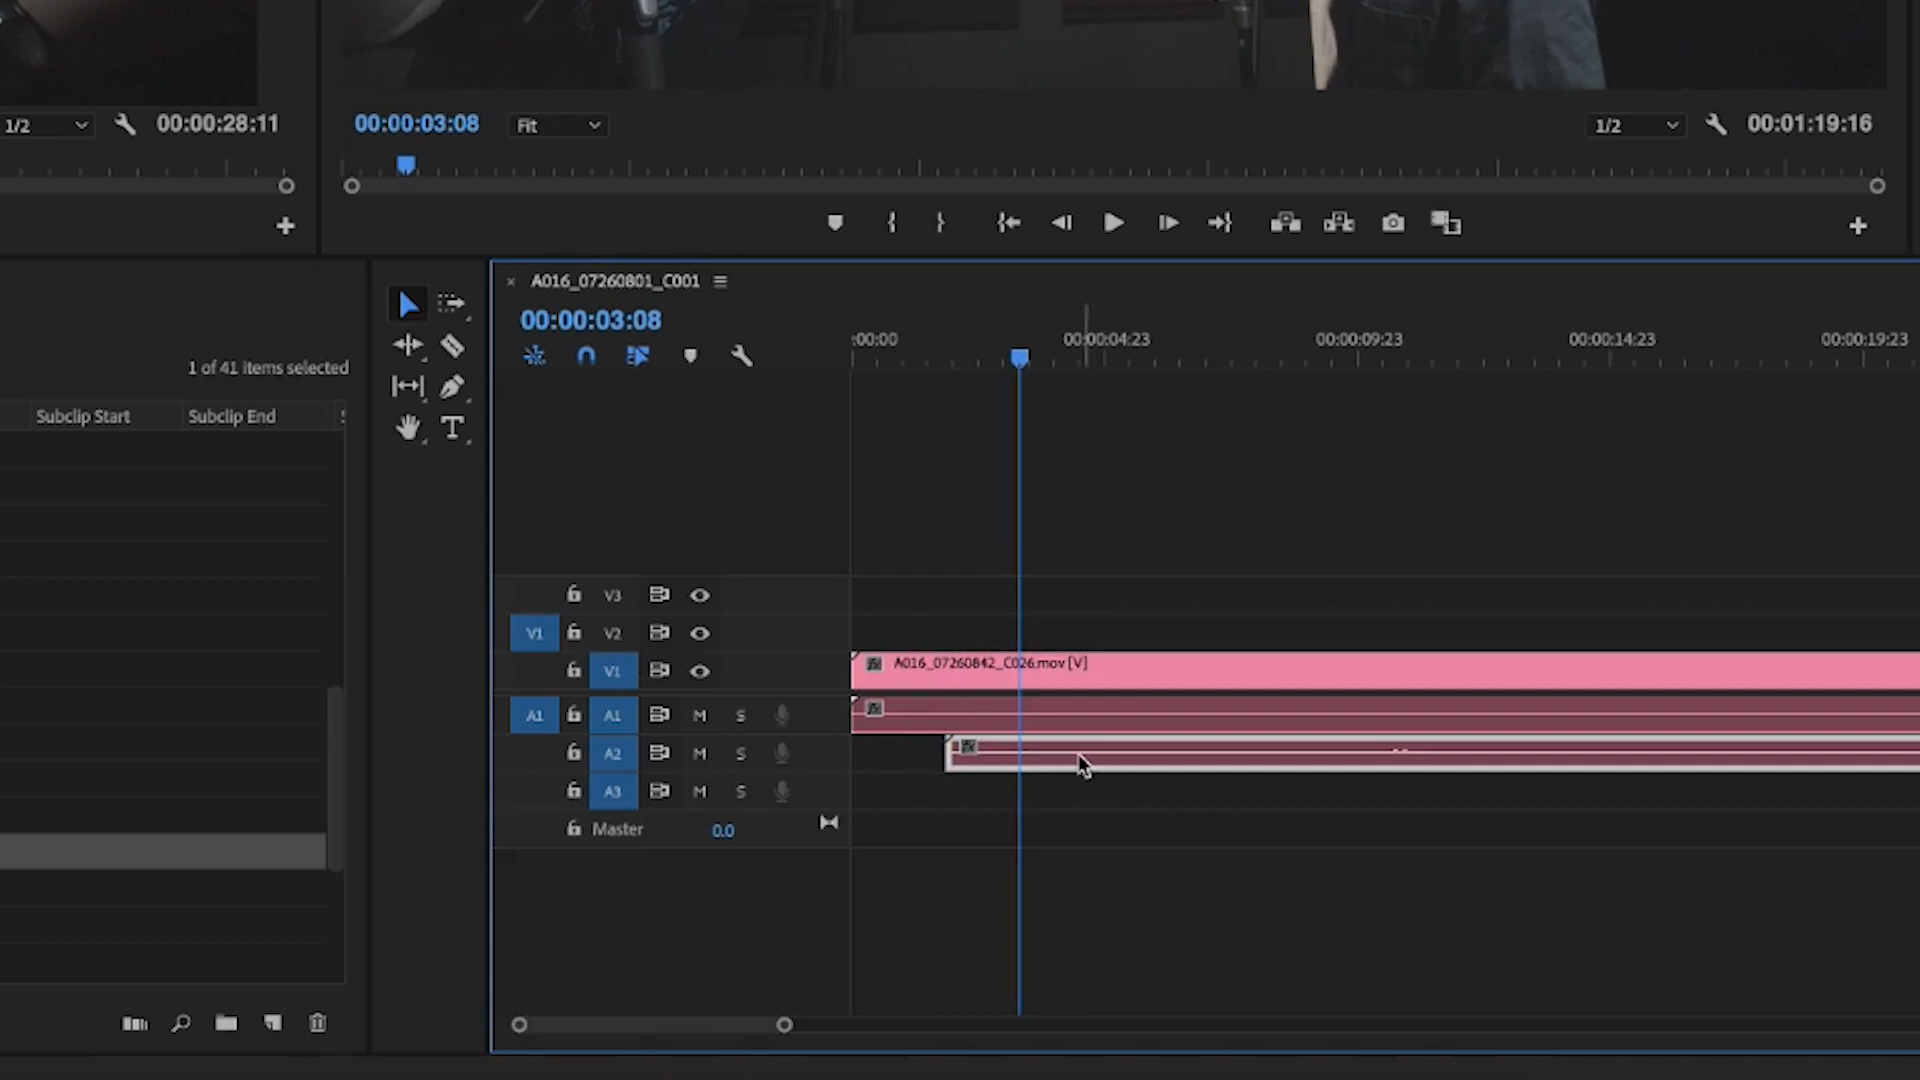 1/2
00:00:28:11
00:00:03:08
Fit
1/2
00:01:19:16
A016_07260801_C001
00:00:03:08
:00:00
00:00:04:23
00:00:09:23
00:00:14:23
00:00:19:23
1 of 41 items selected
Subclip Start
Subclip End
V3
V1
V2
V1
A016_07260842_C026.mov [V]
fx
A1
A1
M
S
fx
A2
M
S
fx
A3
M
S
Master
0.0